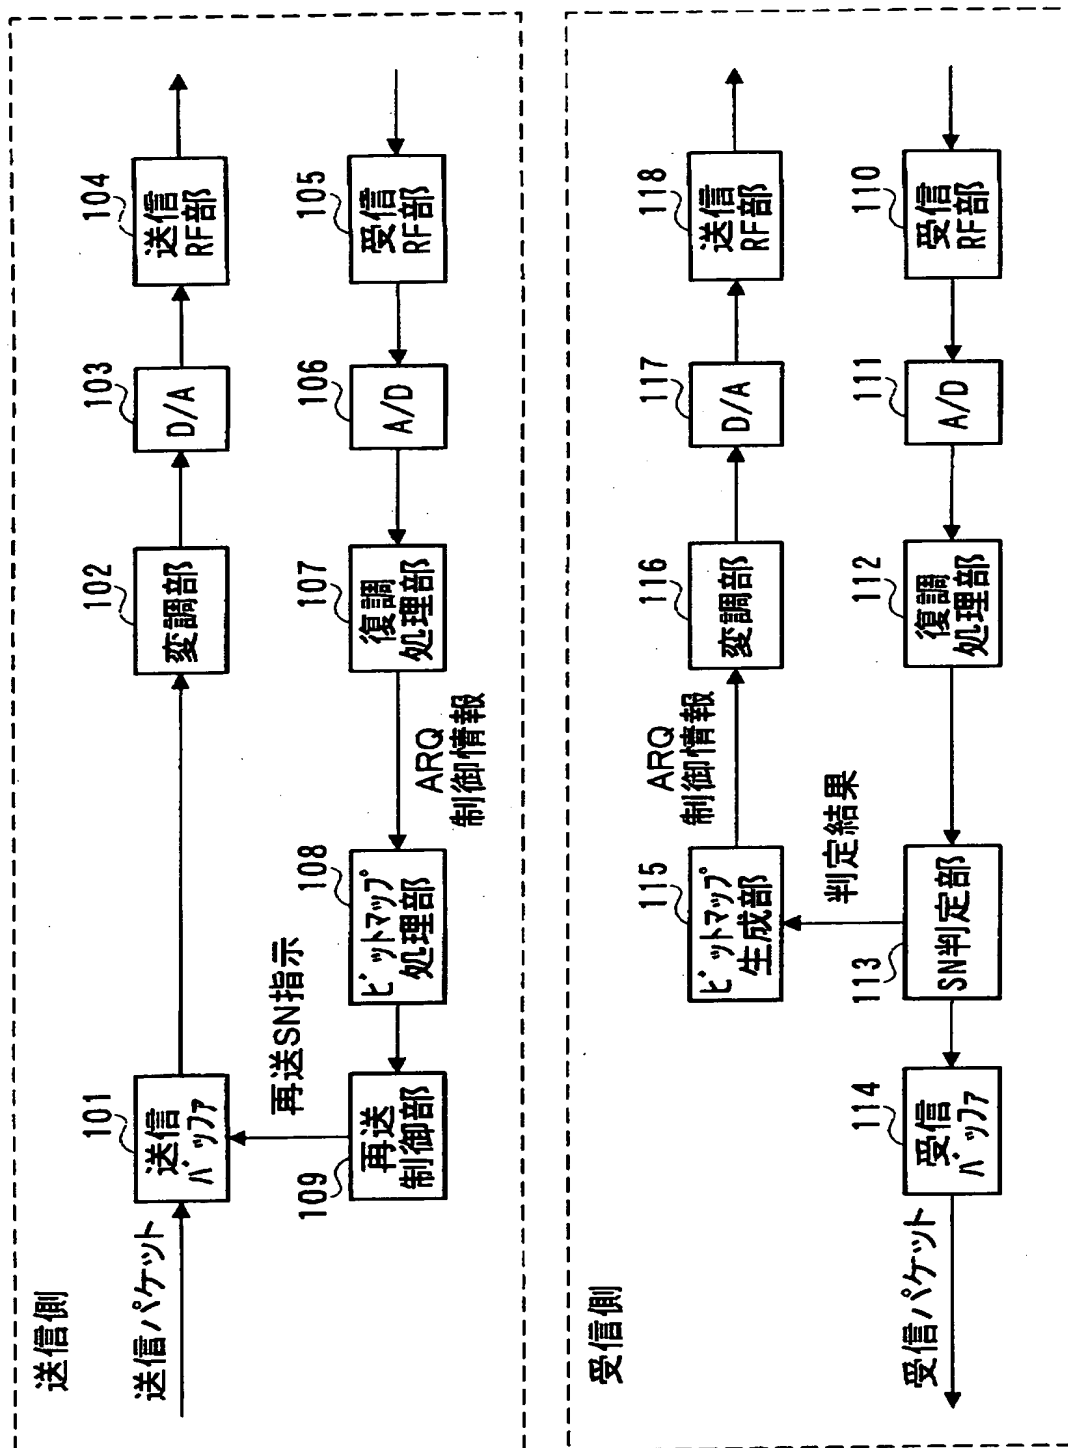 送信側
送信パケット
101
送信
バッファ
102
変調部
103
D/A
104
送信
RF部
105
受信
RF部
106
A/D
107
復調
処理部
ARQ
制御情報
108
ビットマップ
処理部
再送SN指示
109
再送
制御部
受信側
受信パケット
110
受信
RF部
111
A/D
112
復調
処理部
113
SN判定部
114
受信
バッファ
判定結果
115
ビットマップ
生成部
ARQ
制御情報
116
変調部
117
D/A
118
送信
RF部